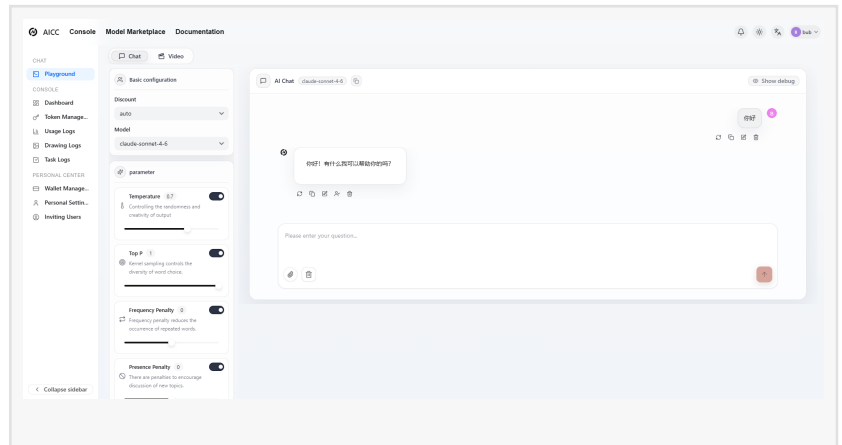 AICC Console Model Marketplace Documentation
hub
Chat Video
CHAT
Playground
CONSOLE
Dashboard
Token Manage...
Usage Logs
Drawing Logs
Task Logs
PERSONAL CENTER
Wallet Manage...
Personal Settin...
Inviting Users
Collapse sidebar
Basic configuration
Discount
auto
Model
claude-sonnet-4-6
parameter
Temperature 0.7
Controlling the randomness and
creativity of output
Top P 1
Kernel sampling controls the
diversity of word choice.
Frequency Penalty 0
Frequency penalty reduces the
occurrence of repeated words.
Presence Penalty 0
There are penalties to encourage
discussion of new topics.
AI Chat claude-sonnet-4-6
Show debug
你好
你好！有什么我可以帮助你的吗？
Please enter your question...